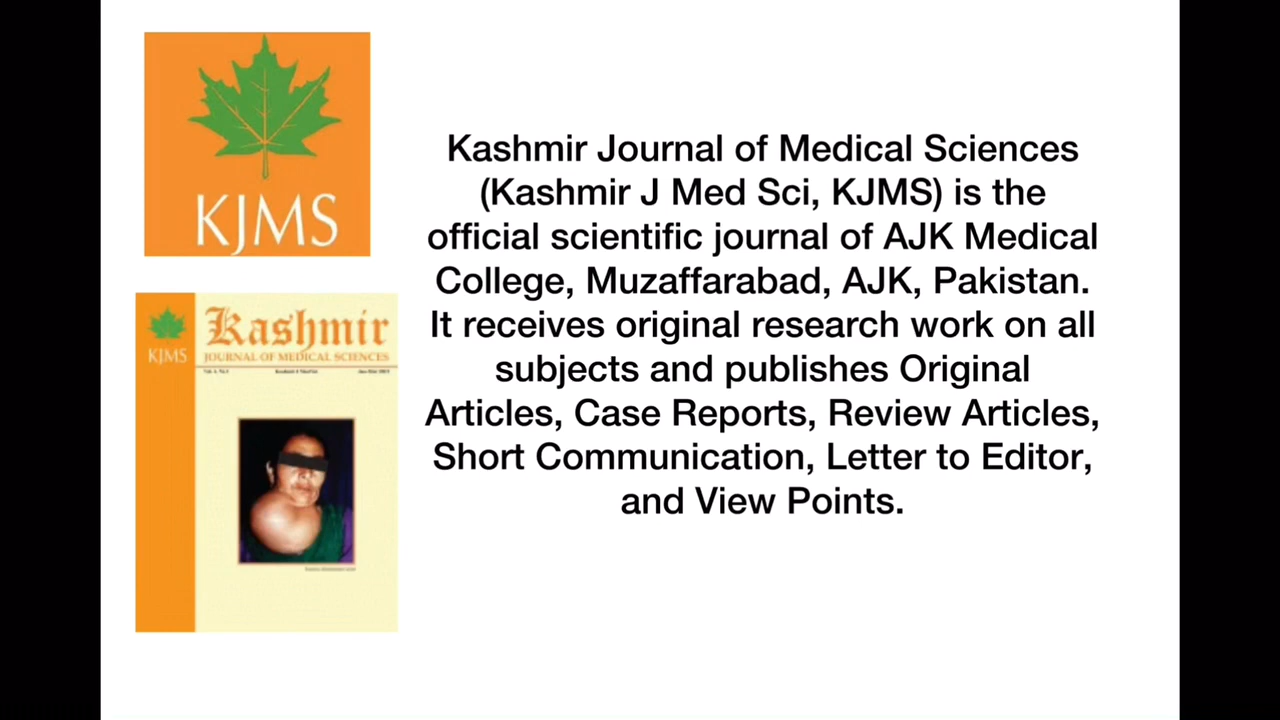 KJMS
KJMS
Kashmir
JOURNAL OF MEDICAL SCIENCES
Kashmir Journal of Medical Sciences
(Kashmir J Med Sci, KJMS) is the
official scientific journal of AJK Medical
College, Muzaffarabad, AJK, Pakistan.
It receives original research work on all
subjects and publishes Original
Articles, Case Reports, Review Articles,
Short Communication, Letter to Editor,
and View Points.